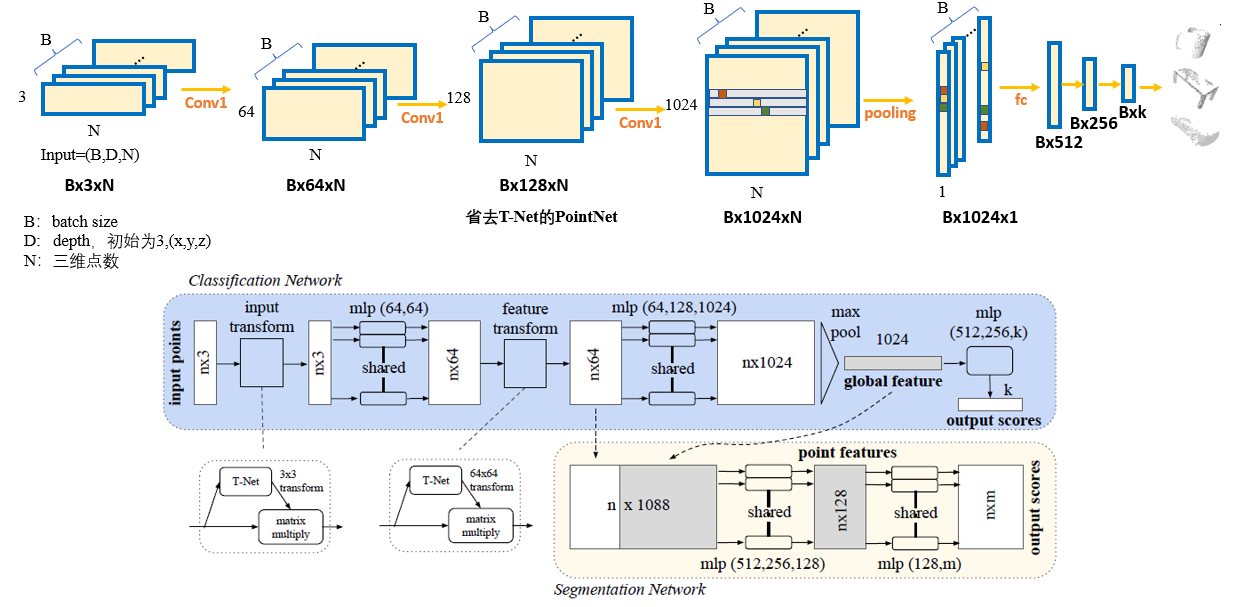 B
3
N
Input=(B,D,N)
Bx3xN
Conv1
B
64
N
Bx64xN
Conv1
B
128
N
Bx128xN
Conv1
B
1024
N
Bx1024xN
pooling
B
1
Bx1024x1
fc
Bx512
Bx256
Bxk
省去T-Net的PointNet
B：batch size
D：depth，初始为3,(x,y,z)
N：三维点数
Classification Network
input points
nx3
input
transform
nx3
mlp (64,64)
shared
nx64
feature
transform
nx64
mlp (64,128,1024)
shared
nx1024
max
pool
1024
global feature
mlp
(512,256,k)
k
output scores
T-Net
3x3
transform
matrix
multiply
T-Net
64x64
transform
matrix
multiply
point features
n x 1088
shared
mlp (512,256,128)
nx128
shared
mlp (128,m)
nxm
output scores
Segmentation Network